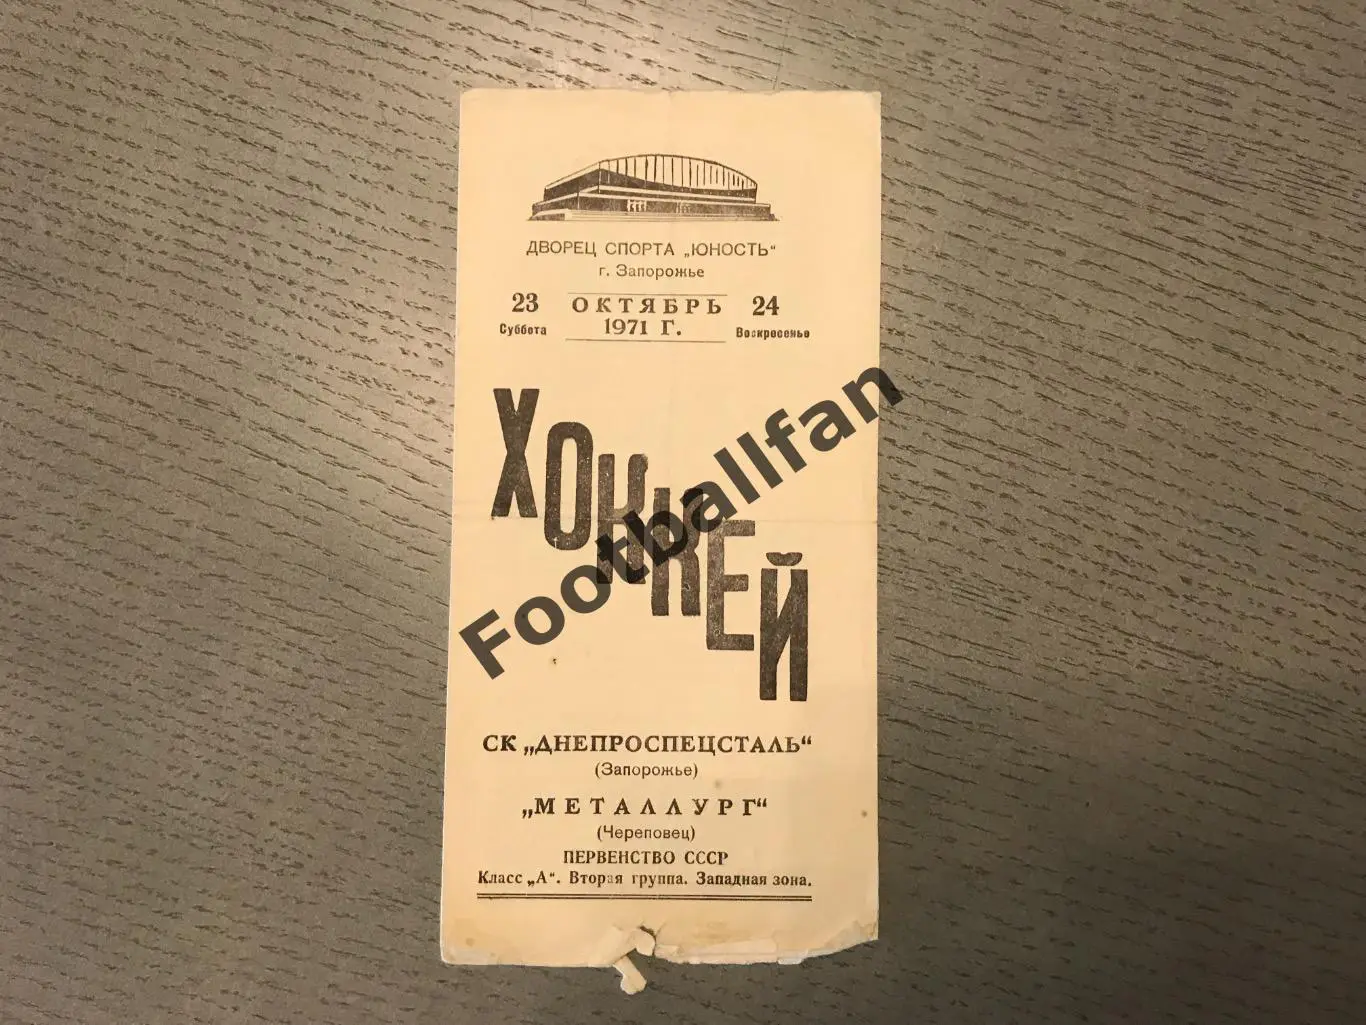 ДВОРЕЦ СПОРТА „ЮНОСТЬ“
г. Запорожье
23 ОКТЯБРЬ 24
Суббота 1971 Г. Воскресенье
ХОККЕЙ
Footballfan
СК „ДНЕПРОСПЕЦСТАЛЬ“
(Запорожье)
„МЕТАЛЛУРГ“
(Череповец)
ПЕРВЕНСТВО СССР
Класс „А“. Вторая группа. Западная зона.